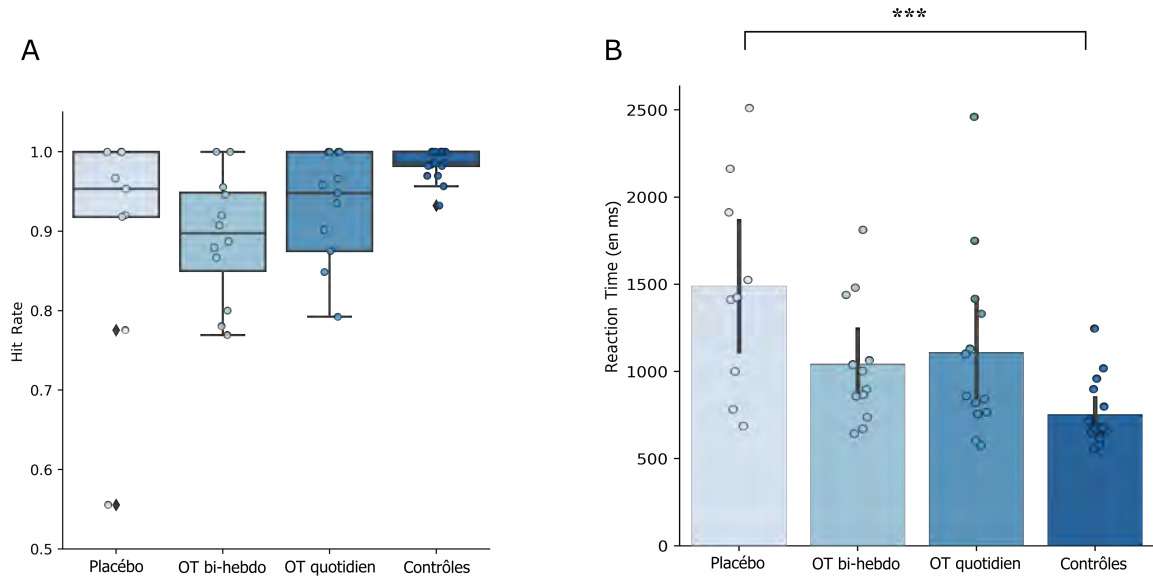 A
Hit Rate
1.0
0.9
0.8
0.7
0.6
0.5
Placébo OT bi-hebdo OT quotidien Contrôles
B
***
Reaction Time (en ms)
2500
2000
1500
1000
500
0
Placébo OT bi-hebdo OT quotidien Contrôles